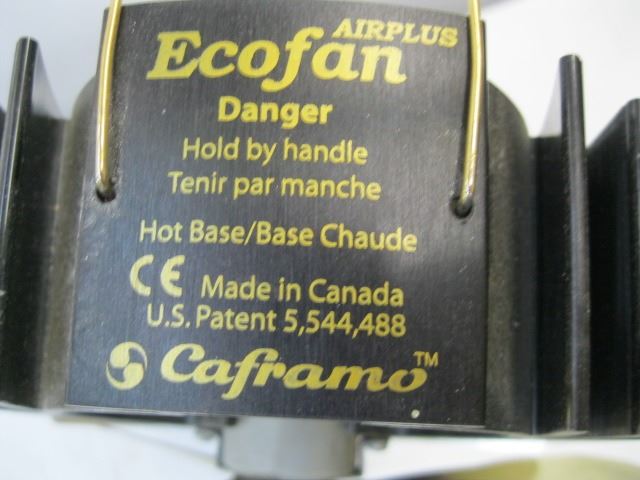 AIRPLUS
Ecofan
Danger
Hold by handle
Tenir par manche
Hot Base/Base Chaude
CE Made in Canada
U.S. Patent 5,544,488
Caframo™